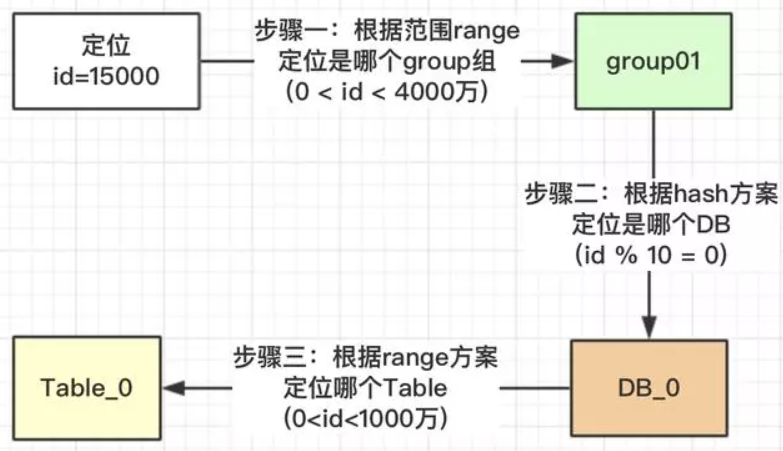 定位
id=15000
步骤一：根据范围range
定位是哪个group组
（0 < id < 4000万）
group01
步骤二：根据hash方案
定位是哪个DB
（id % 10 = 0）
DB_0
步骤三：根据range方案
定位哪个Table
（0<id<1000万）
Table_0